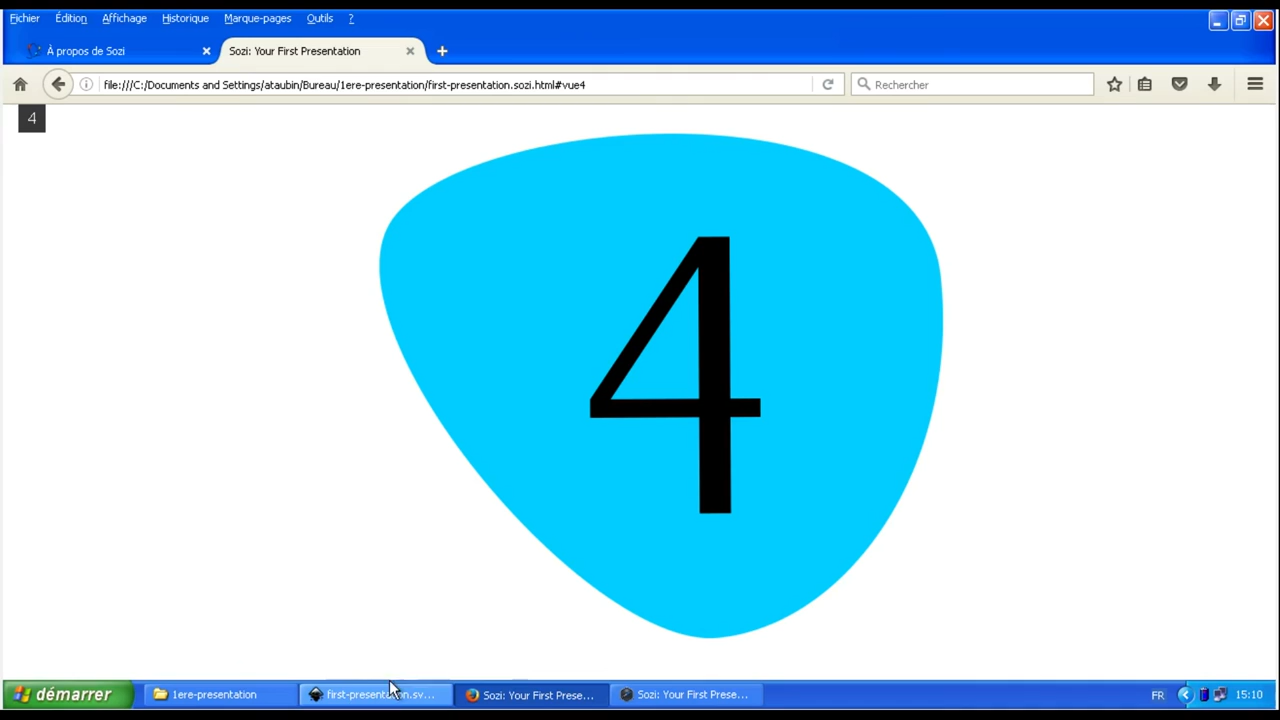 Fichier Édition Affichage Historique Marque-pages Outils ?
À propos de Sozi Sozi: Your First Presentation
file:///C:/Documents and Settings/ataubin/Bureau/1ere-presentation/first-presentation.sozi.html#vue4 Rechercher
4
4
démarrer 1ere-presentation first-presentation.sv... Sozi: Your First Prese... Sozi: Your First Prese... FR 15:10